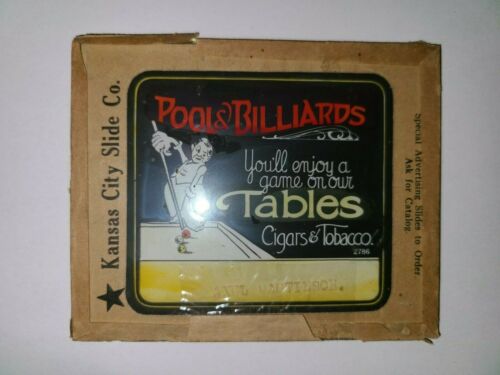 ★ Kansas City Slide Co.
POOL & BILLIARDS
You'll enjoy a
game on our
Tables
Cigars & Tobacco.
2786
Special Advertising Slides to Order.
Ask for Catalog